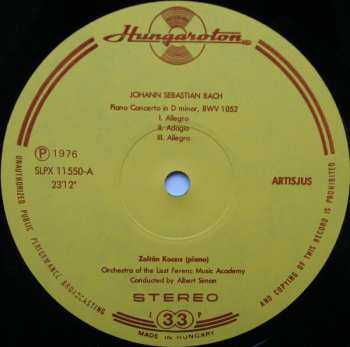 Hungaroton
JOHANN SEBASTIAN BACH
Piano Concerto in D minor, BWV 1052
I. Allegro
II. Adagio
III. Allegro
P 1976
SLPX 11550-A
23'12"
ARTISJUS
Zoltán Kocsis (piano)
Orchestra of the Liszt Ferenc Music Academy
Conducted by Albert Simon
STEREO
L 33 P
MADE IN HUNGARY
UNAUTHORIZED PUBLIC PERFORMANCE BROADCASTING
AND COPYING OF THIS RECORD IS PROHIBITED